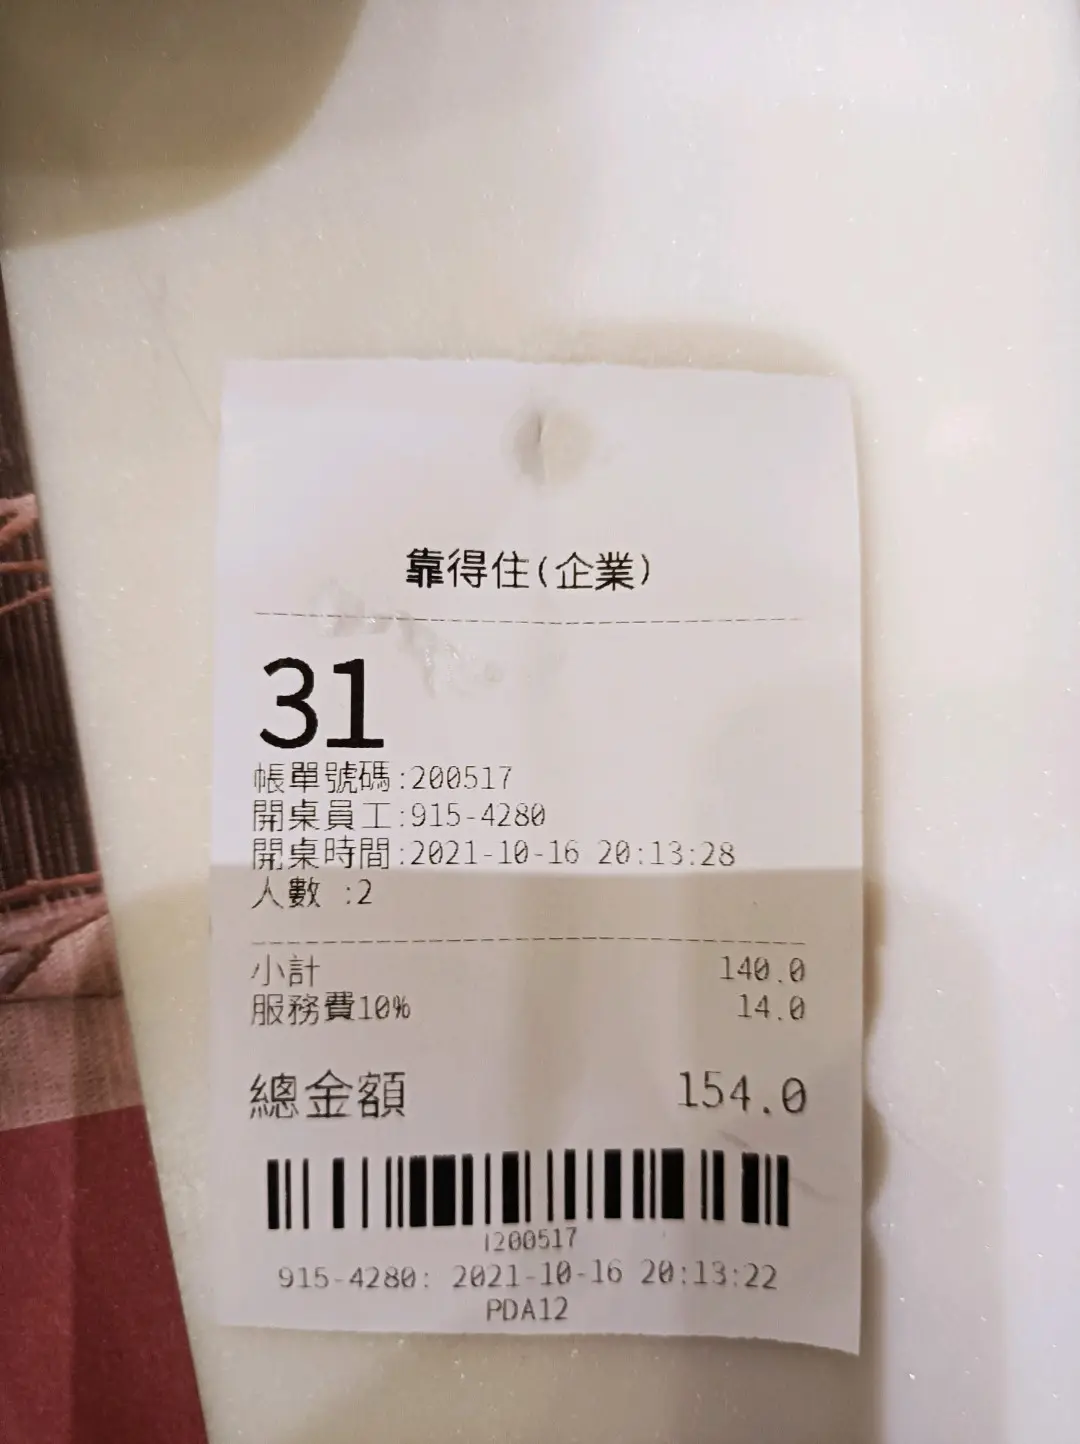 靠得住(企業)
31
帳單號碼:200517
開桌員工:915-4280
開桌時間:2021-10-16 20:13:28
人數 :2
小計 140.0
服務費10% 14.0
總金額 154.0
1200517
915-4280: 2021-10-16 20:13:22
PDA12